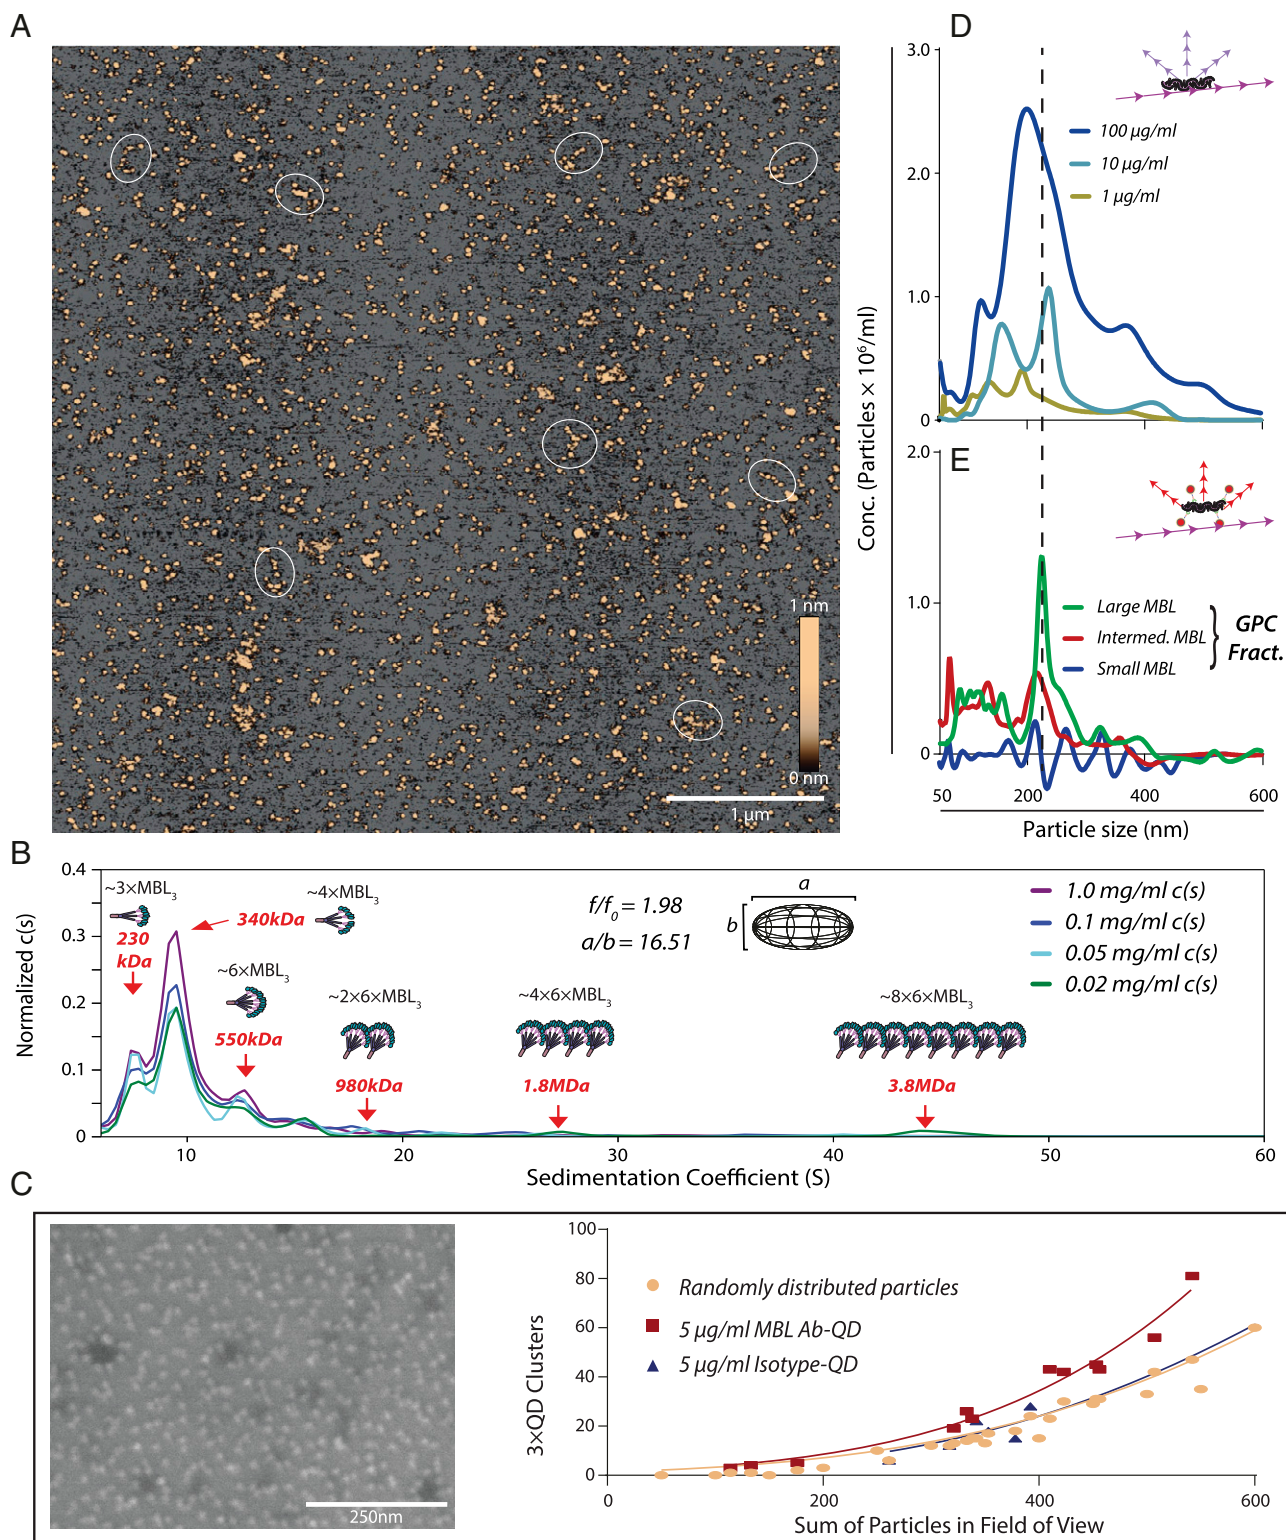 A
1 nm
0 nm
1 μm
D
3.0
2.0
1.0
0
100 μg/ml
10 μg/ml
1 μg/ml
Conc. (Particles × 10⁶/ml)
E
2.0
1.0
0
Large MBL
Intermed. MBL
Small MBL
GPC
Fract.
50 200 400 600
Particle size (nm)
B
Normalized c(s)
0.4
0.3
0.2
0.1
0
~3×MBL₃
230
kDa
340kDa
~4×MBL₃
~6×MBL₃
550kDa
~2×6×MBL₃
980kDa
~4×6×MBL₃
1.8MDa
~8×6×MBL₃
3.8MDa
f/f₀ = 1.98
a/b = 16.51
a
b
1.0 mg/ml c(s)
0.1 mg/ml c(s)
0.05 mg/ml c(s)
0.02 mg/ml c(s)
10 20 30 40 50 60
Sedimentation Coefficient (S)
C
250nm
3×QD Clusters
100
80
60
40
20
0
Randomly distributed particles
5 μg/ml MBL Ab-QD
5 μg/ml Isotype-QD
0 200 400 600
Sum of Particles in Field of View